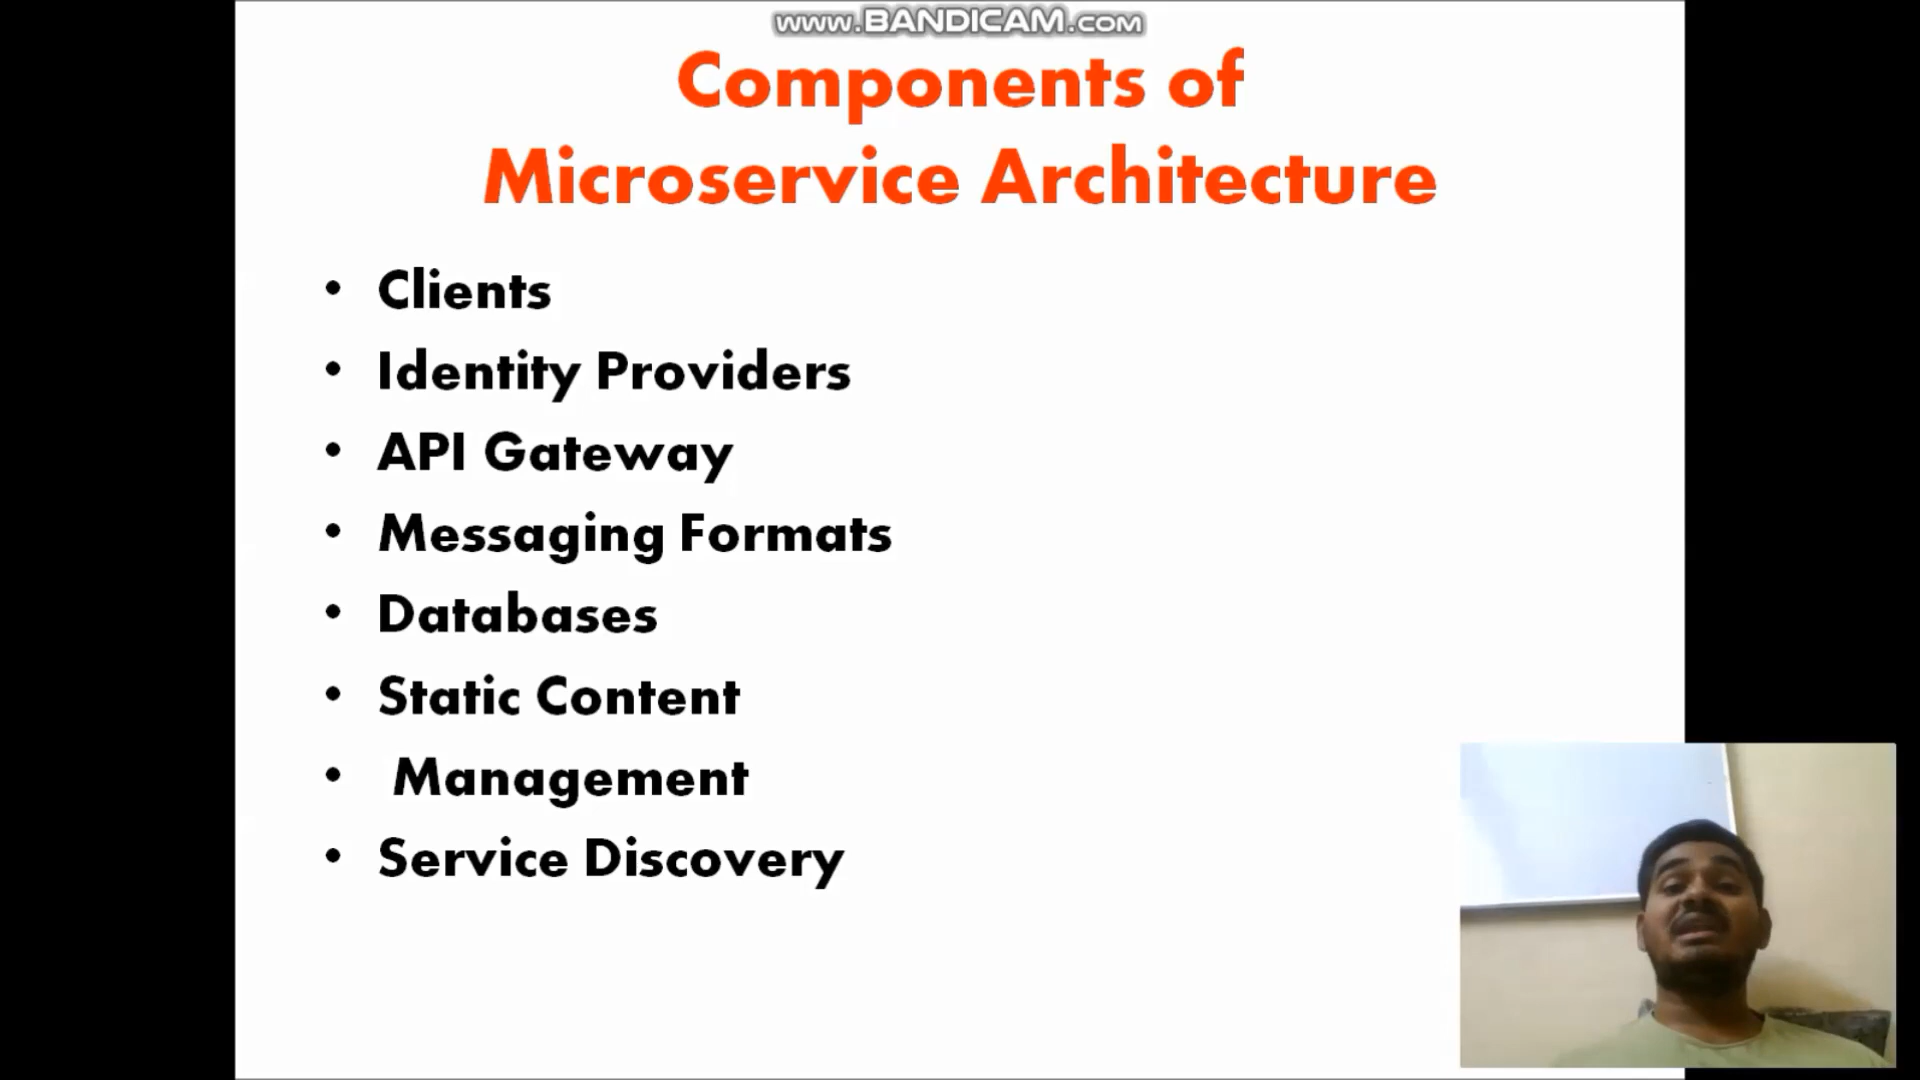 www.BANDICAM.com
Components of
Microservice Architecture
• Clients
• Identity Providers
• API Gateway
• Messaging Formats
• Databases
• Static Content
• Management
• Service Discovery